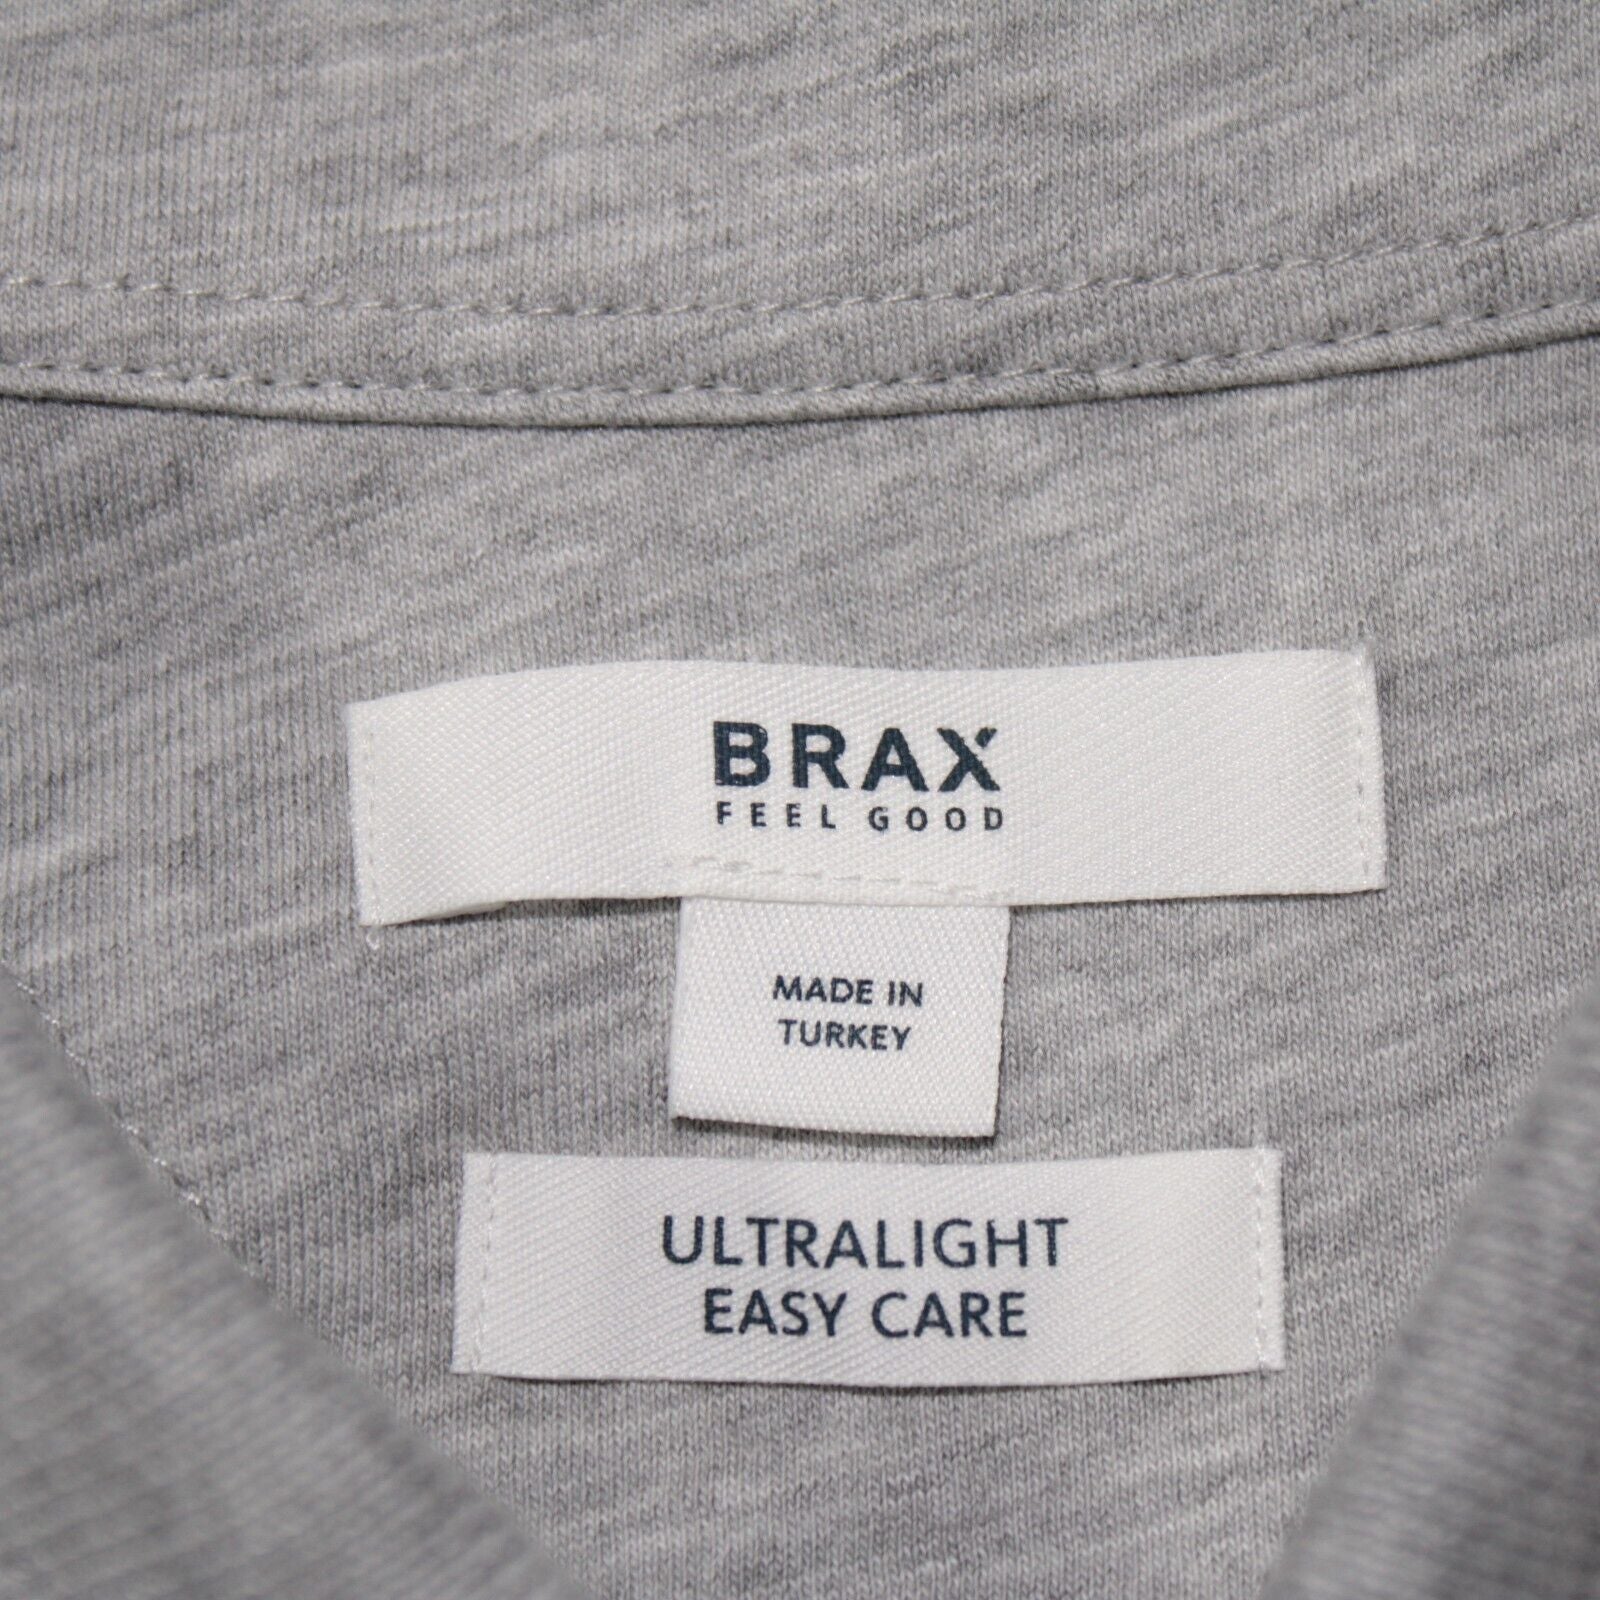 BRAX
FEEL GOOD
MADE IN
TURKEY
ULTRALIGHT
EASY CARE